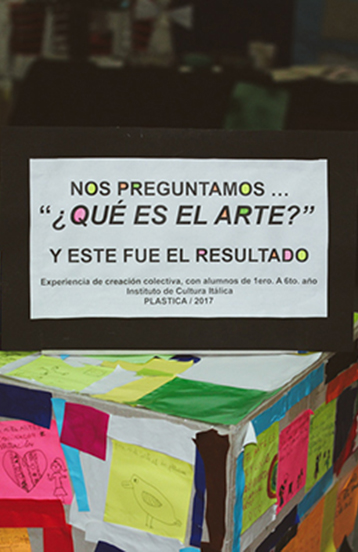 NOS PREGUNTAMOS ...
“¿QUÉ ES EL ARTE?”
Y ESTE FUE EL RESULTADO
Experiencia de creación colectiva, con alumnos de 1ero. A 6to. año
Instituto de Cultura Itálica
PLASTICA / 2017